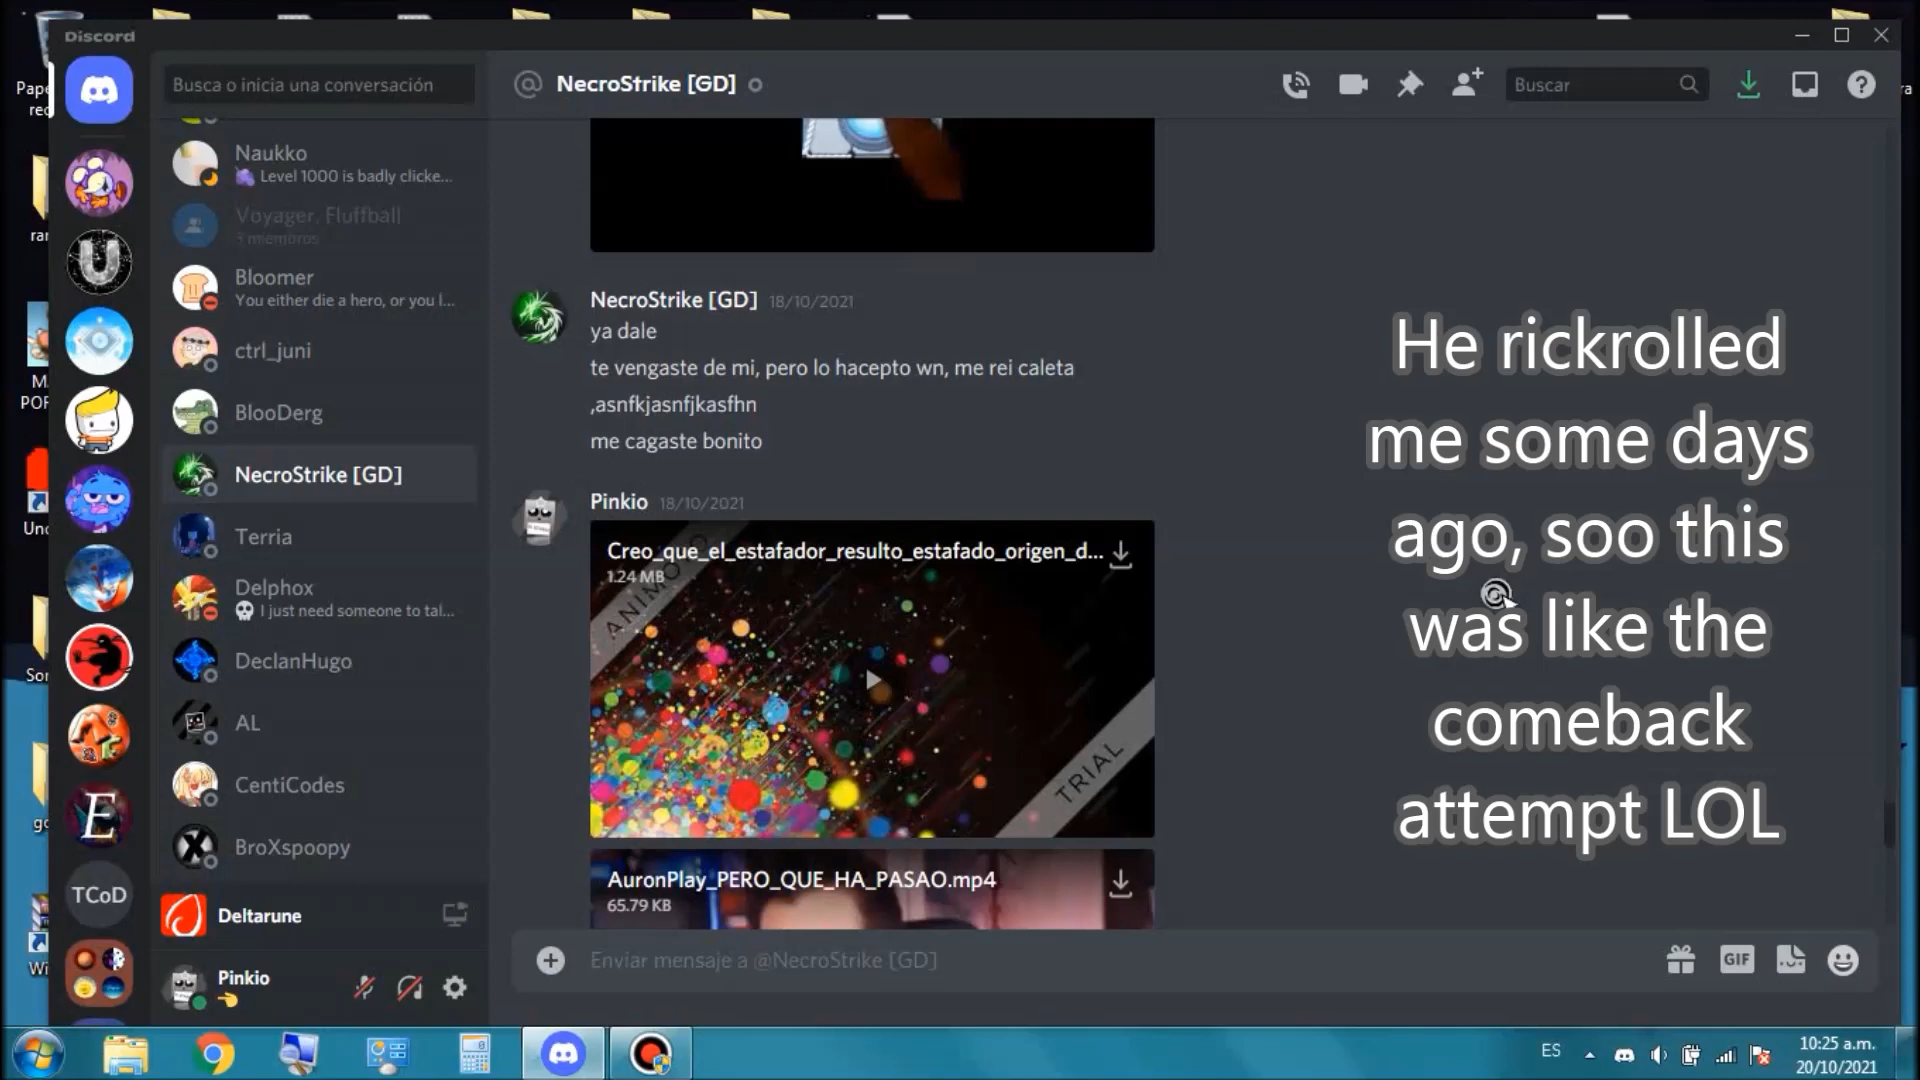 Discord
Busca o inicia una conversación
NecroStrike [GD]
Buscar
Naukko
Level 1000 is badly clicke...
Voyager, Fluffball
3 miembros
Bloomer
You either die a hero, or you l...
ctrl_juni
BlooDerg
NecroStrike [GD]
Terria
Delphox
I just need someone to tal...
DeclanHugo
AL
CentiCodes
BroXspoopy
Deltarune
Pinkio
TCoD
U
E
NecroStrike [GD] 18/10/2021
ya dale
te vengaste de mi, pero lo hacepto wn, me rei caleta
,asnfkjasnfjkasfhn
me cagaste bonito
Pinkio 18/10/2021
Creo_que_el_estafador_resulto_estafado_origen_d...
1.24 MB
ANIMOTO
TRIAL
AuronPlay_PERO_QUE_HA_PASAO.mp4
65.79 KB
Enviar mensaje a @NecroStrike [GD]
GIF
He rickrolled
me some days
ago, soo this
was like the
comeback
attempt LOL
ES
10:25 a.m.
20/10/2021